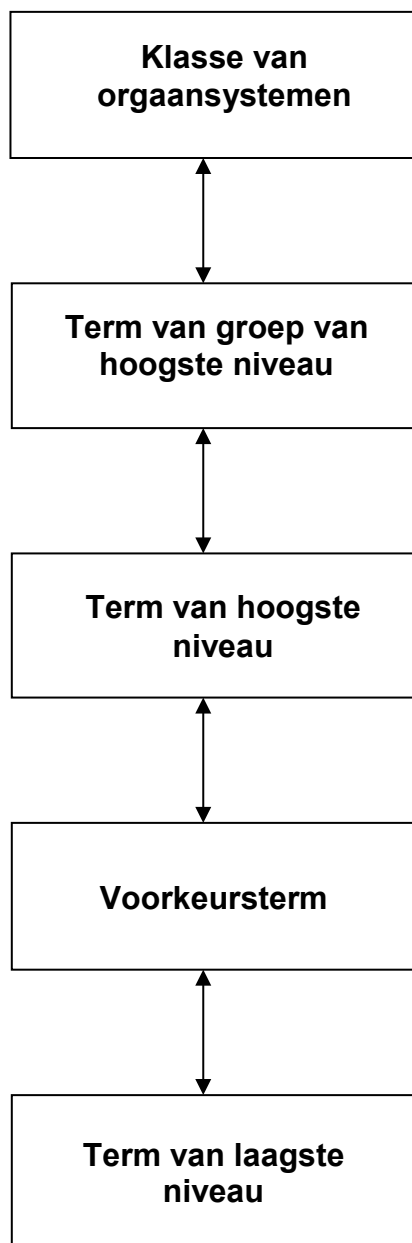 Klasse van
orgaansystemen
Term van groep van
hoogste niveau
Term van hoogste
niveau
Voorkeursterm
Term van laagste
niveau